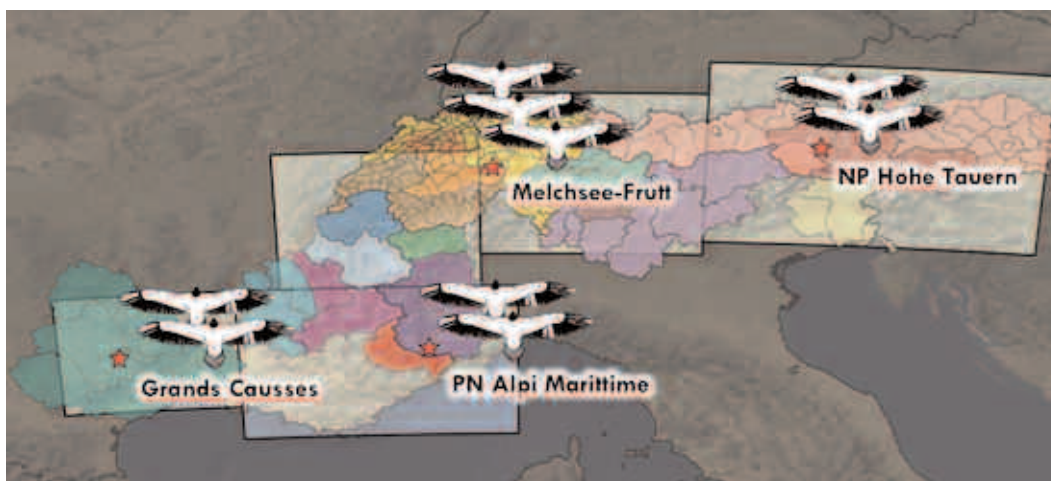 NP Hohe Tauern
Melchsee-Frutt
Grands Causses
PN Alpi Marittime